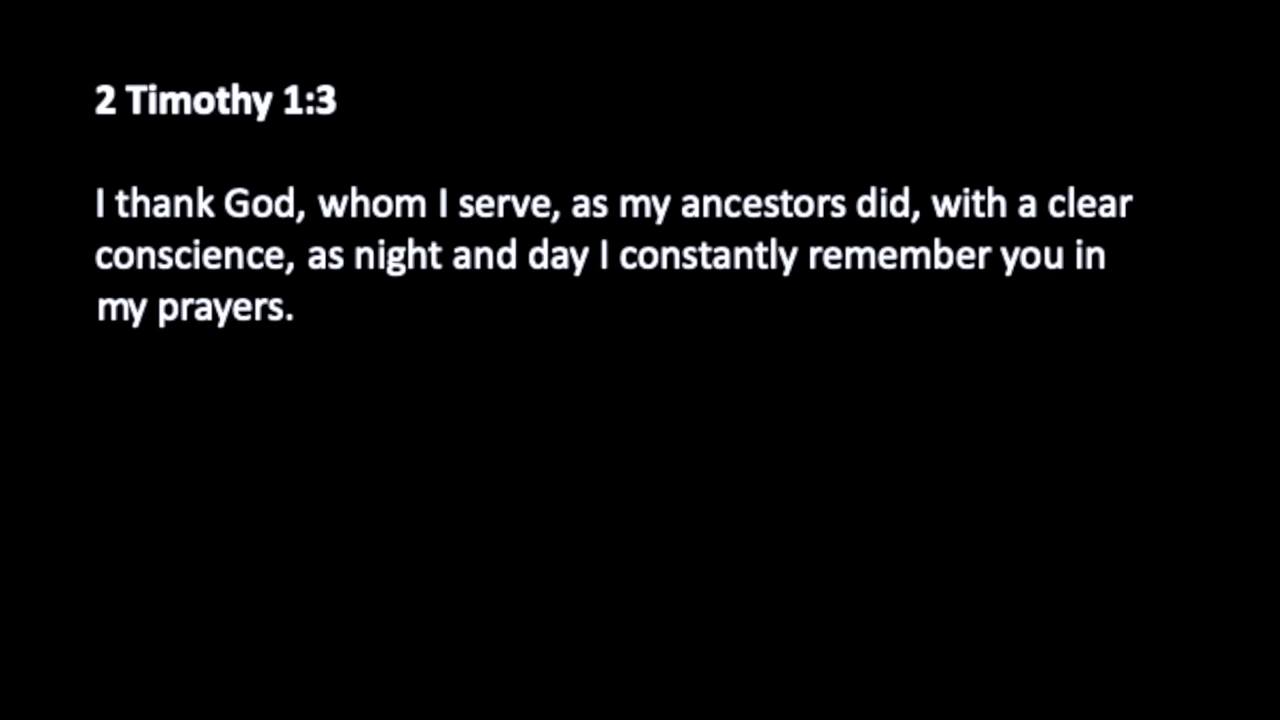 2 Timothy 1:3
I thank God, whom I serve, as my ancestors did, with a clear
conscience, as night and day I constantly remember you in
my prayers.